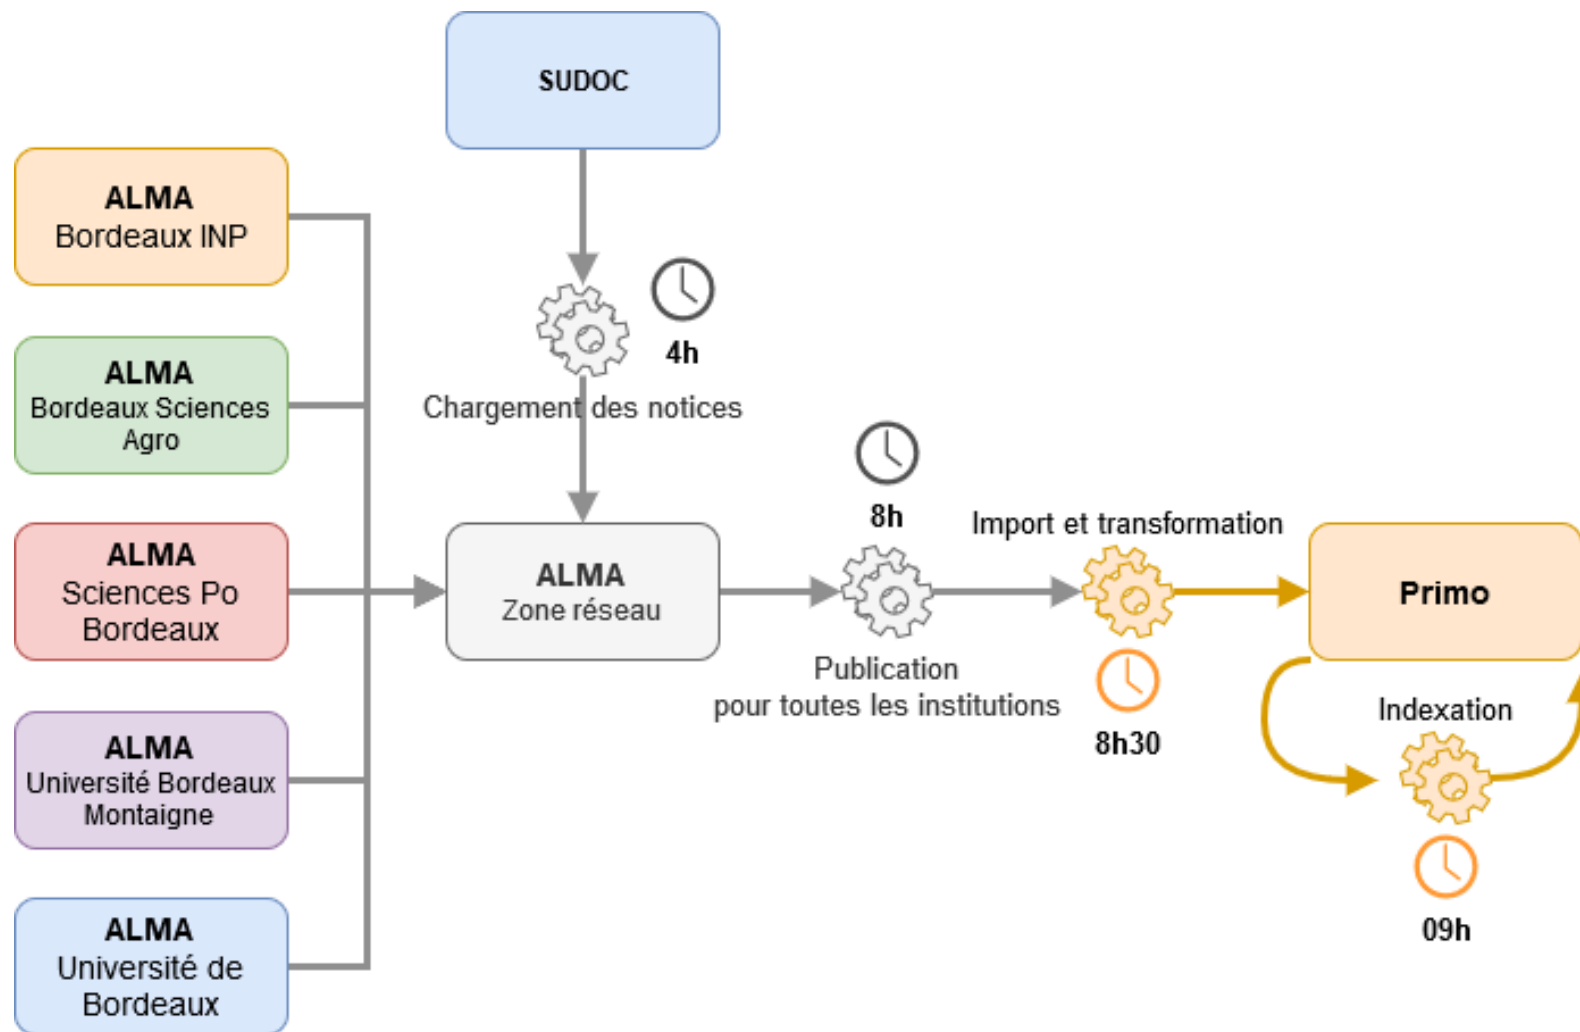 SUDOC
ALMA
Bordeaux INP
ALMA
Bordeaux Sciences
Agro
ALMA
Sciences Po
Bordeaux
ALMA
Université Bordeaux
Montaigne
ALMA
Université de
Bordeaux
4h
Chargement des notices
ALMA
Zone réseau
8h
Publication
pour toutes les institutions
Import et transformation
8h30
Primo
Indexation
09h